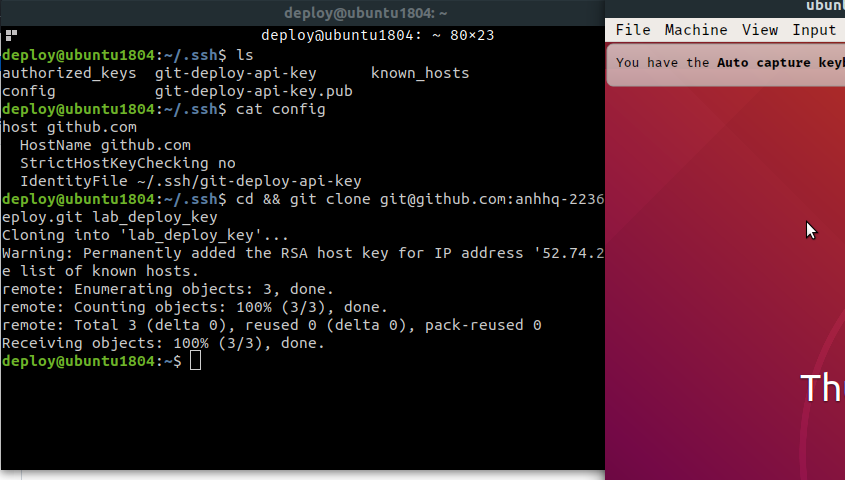 deploy@ubuntu1804: ~
deploy@ubuntu1804: ~ 80×23
deploy@ubuntu1804:~/.ssh$ ls
authorized_keys  git-deploy-api-key      known_hosts
config           git-deploy-api-key.pub
deploy@ubuntu1804:~/.ssh$ cat config
host github.com
  HostName github.com
  StrictHostKeyChecking no
  IdentityFile ~/.ssh/git-deploy-api-key
deploy@ubuntu1804:~/.ssh$ cd && git clone git@github.com:anhhq-2236
eploy.git lab_deploy_key
Cloning into 'lab_deploy_key'...
Warning: Permanently added the RSA host key for IP address '52.74.2
e list of known hosts.
remote: Enumerating objects: 3, done.
remote: Counting objects: 100% (3/3), done.
remote: Total 3 (delta 0), reused 0 (delta 0), pack-reused 0
Receiving objects: 100% (3/3), done.
deploy@ubuntu1804:~$
ubunt
File Machine View Input
You have the Auto capture key
Th